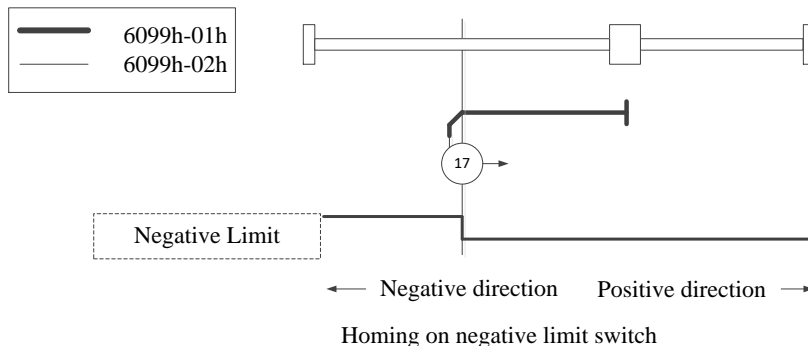 6099h-01h
6099h-02h
17
Negative Limit
Negative direction Positive direction
Homing on negative limit switch